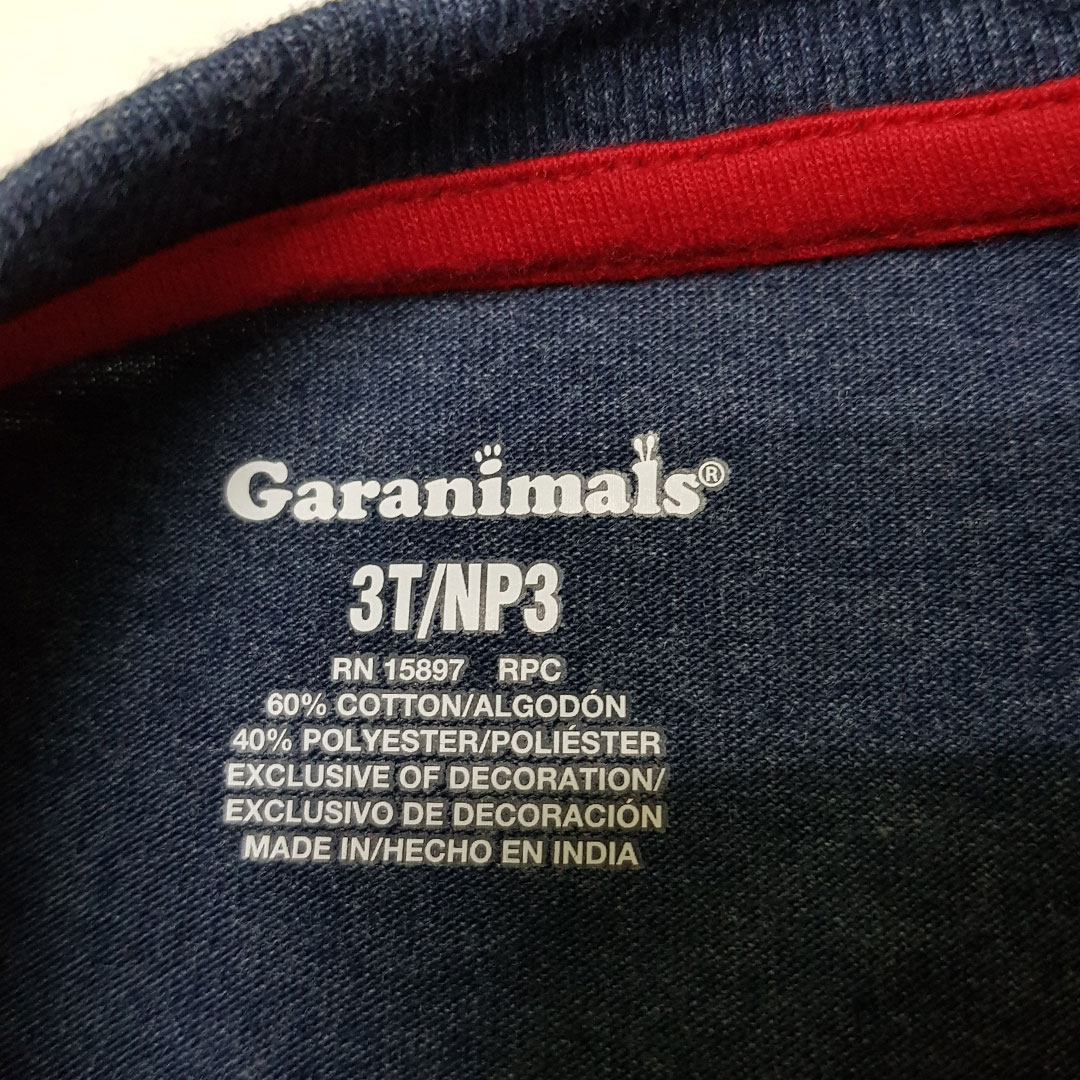 Garanimals®
3T/NP3
RN 15897 RPC
60% COTTON/ALGODÓN
40% POLYESTER/POLIÉSTER
EXCLUSIVE OF DECORATION/
EXCLUSIVO DE DECORACIÓN
MADE IN/HECHO EN INDIA